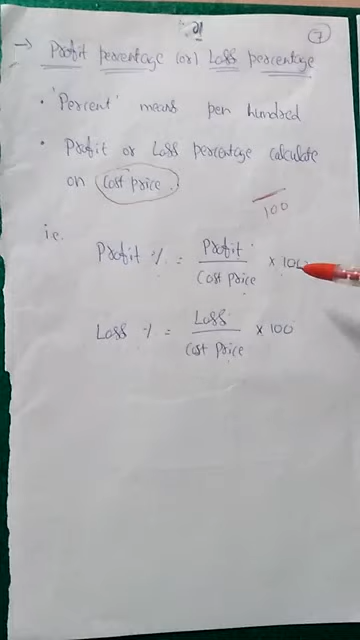 7
→ Profit percentage (or) Loss percentage
• 'Percent' means per hundred
• Profit or Loss percentage calculate
on Cost price.
100
i.e.
Profit % = Profit / Cost price × 100
Loss % = Loss / Cost price × 100